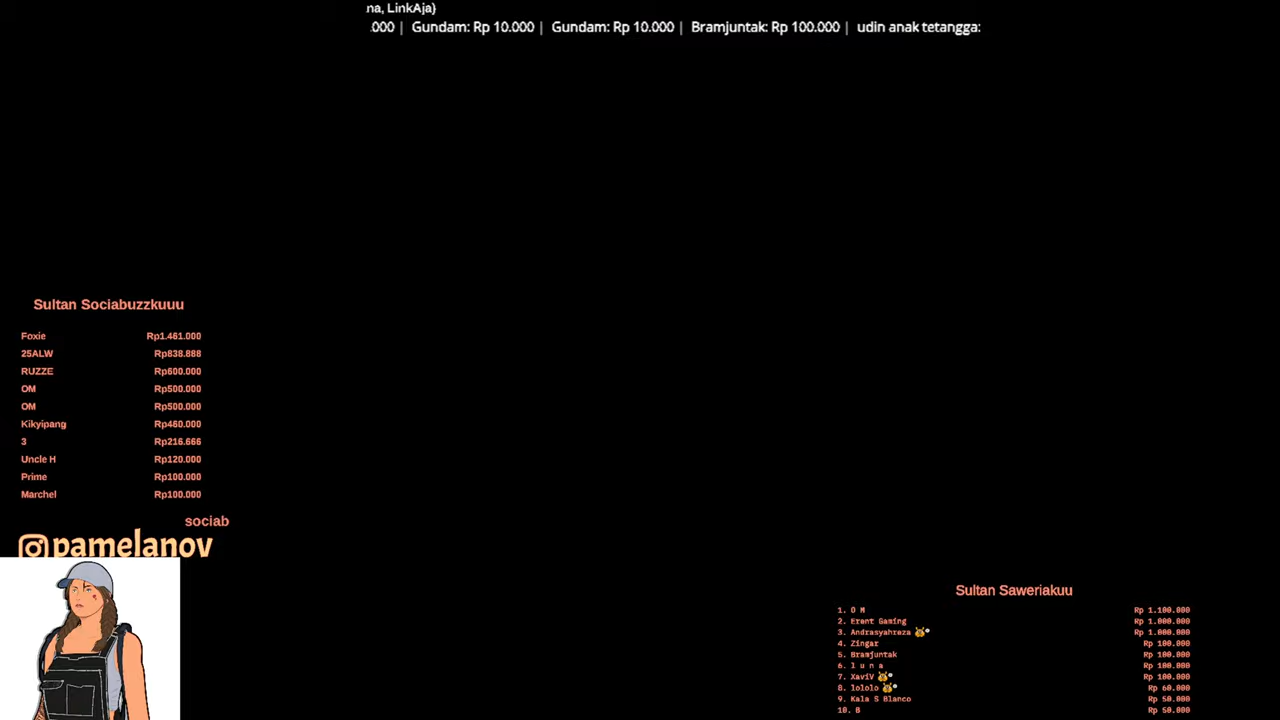 na, LinkAja)
.000 | Gundam: Rp 10.000 | Gundam: Rp 10.000 | Bramjuntak: Rp 100.000 | udin anak tetangga:
Sultan Sociabuzzkuuu
Foxie Rp1.461.000
25ALW Rp838.888
RUZZE Rp600.000
OM Rp500.000
OM Rp500.000
Kikyipang Rp460.000
3 Rp216.666
Uncle H Rp120.000
Prime Rp100.000
Marchel Rp100.000
sociab
pamelanov
Sultan Saweriakuu
1. O M Rp 1.100.000
2. Erent Gaming Rp 1.000.000
3. Andrasyahreza Rp 1.000.000
4. Zingar Rp 100.000
5. Bramjuntak Rp 100.000
6. l u n a Rp 100.000
7. XaviV Rp 100.000
8. lololo Rp 60.000
9. Kala S Blanco Rp 50.000
10. B Rp 50.000